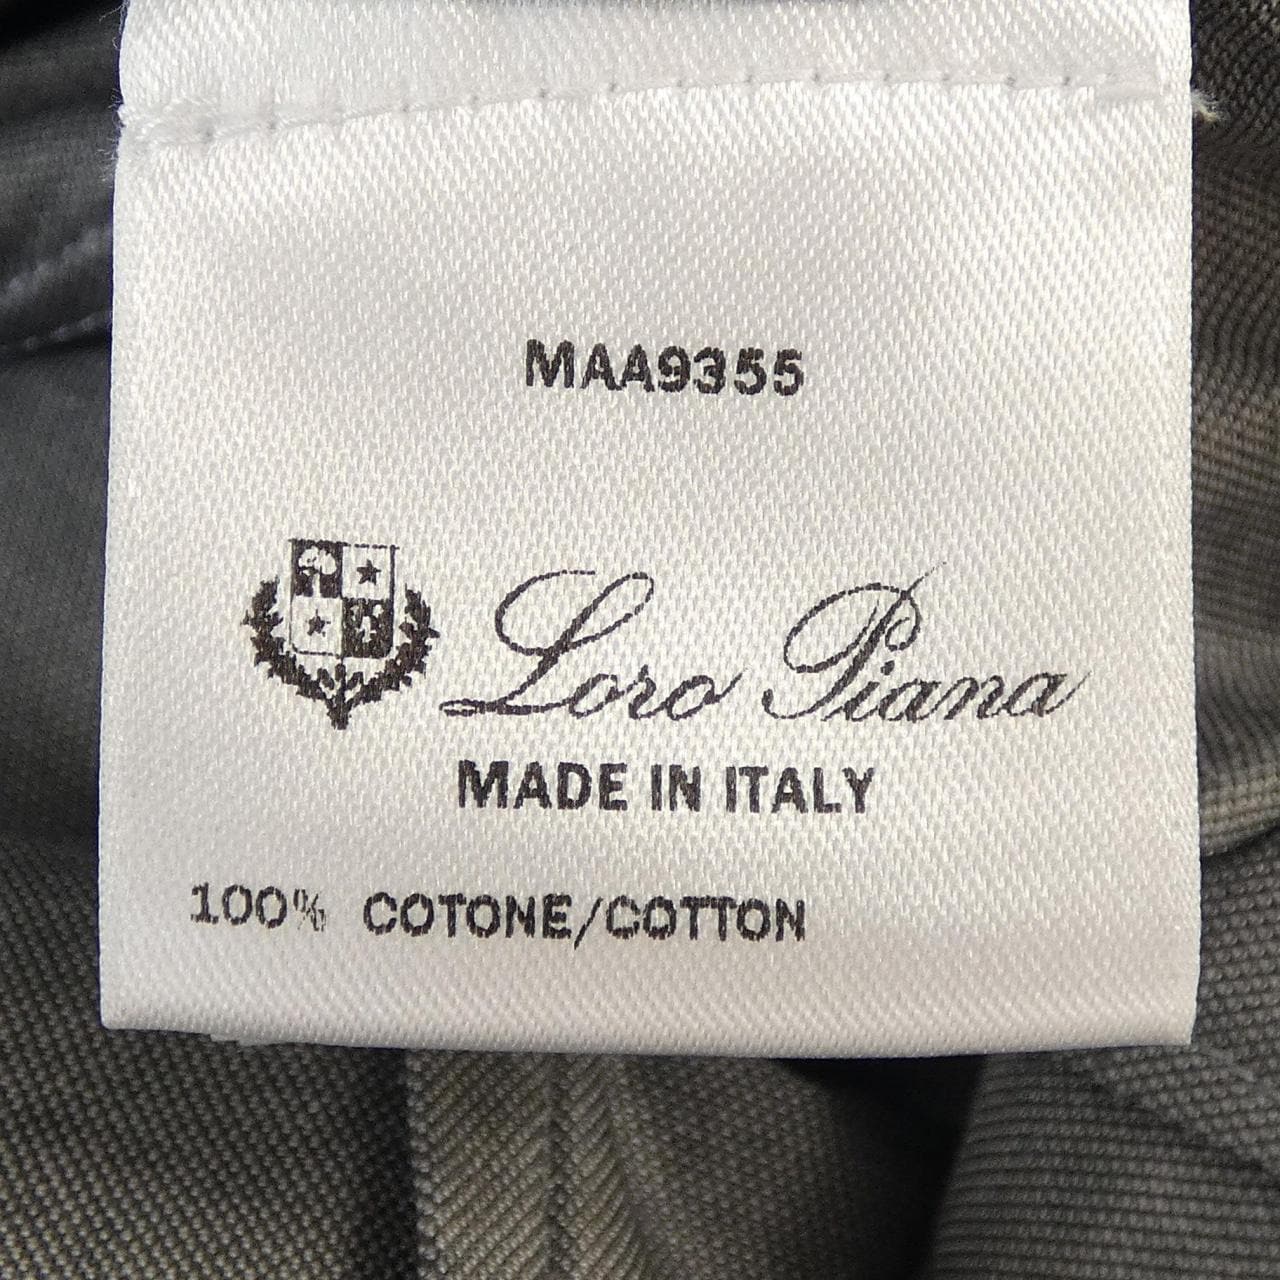 MAA9355
Loro Piana
MADE IN ITALY
100% COTONE/COTTON